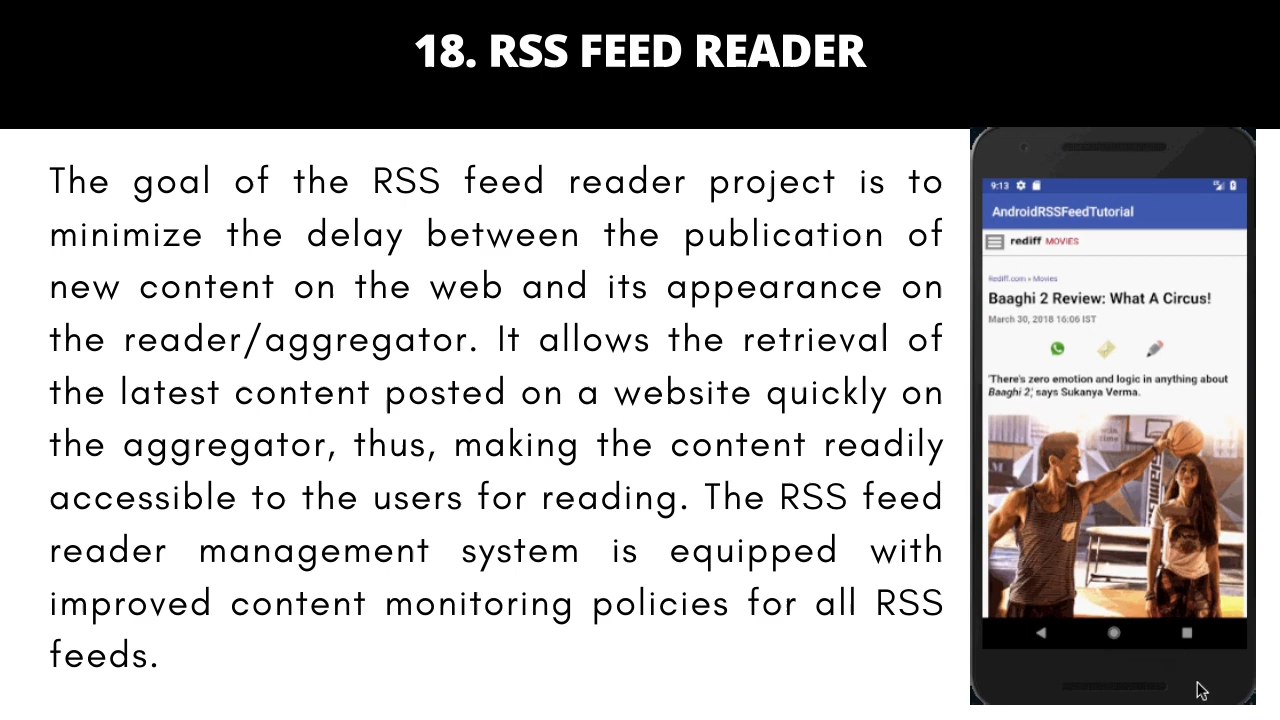 18. RSS FEED READER
The goal of the RSS feed reader project is to
minimize the delay between the publication of
new content on the web and its appearance on
the reader/aggregator. It allows the retrieval of
the latest content posted on a website quickly on
the aggregator, thus, making the content readily
accessible to the users for reading. The RSS feed
reader management system is equipped with
improved content monitoring policies for all RSS
feeds.
9:13
AndroidRSSFeedTutorial
rediff MOVIES
Rediff.com » Movies
Baaghi 2 Review: What A Circus!
March 30, 2018 16:06 IST
'There's zero emotion and logic in anything about
Baaghi 2,' says Sukanya Verma.